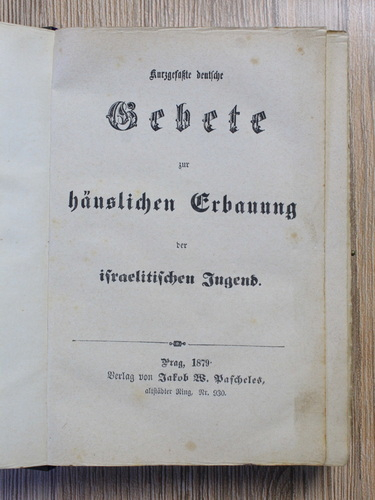 Kurzgefaßte deutsche
Gebete
zur
häuslichen Erbauung
der
israelitischen Jugend.
Prag, 1879.
Verlag von Jakob W. Pascheles,
altstädter Ring, Nr. 930.